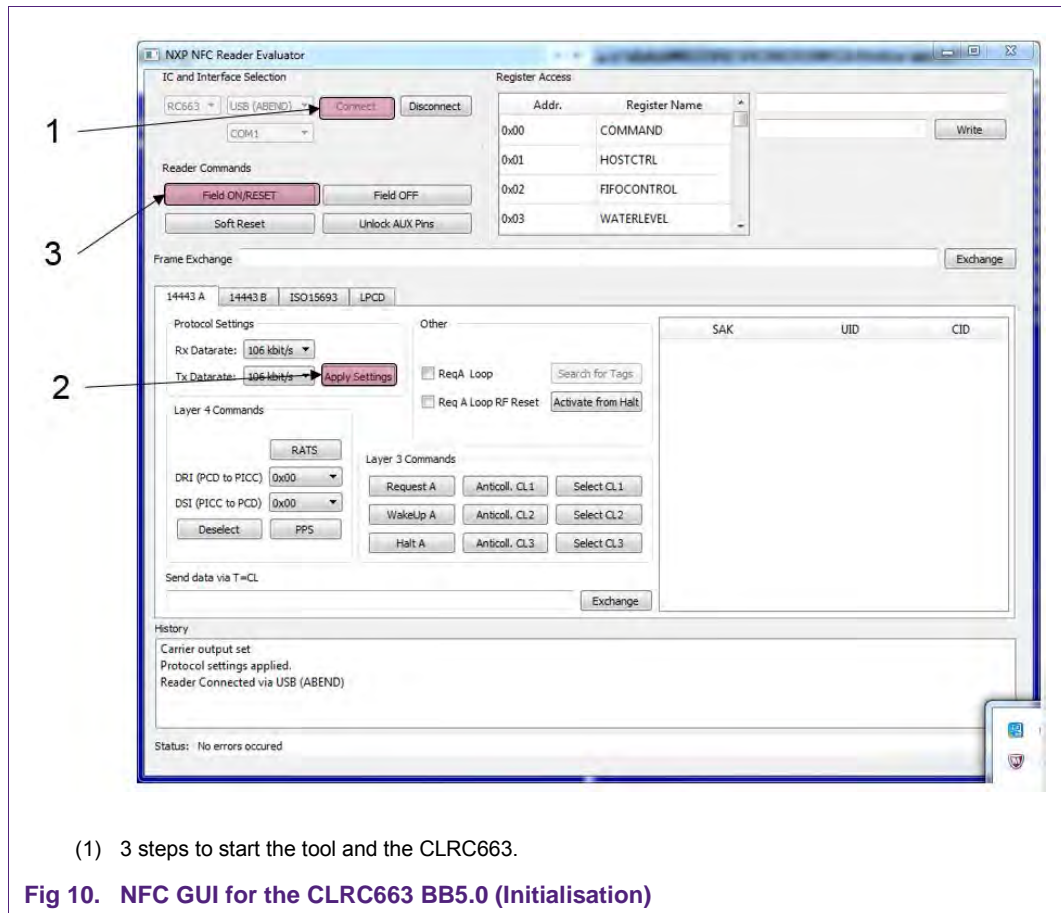 NXP NFC Reader Evaluator
IC and Interface Selection
RC663
USB (ABEND)
Connect
Disconnect
COM1
1
Reader Commands
Field ON/RESET
Field OFF
Soft Reset
Unlock AUX Pins
3
Register Access
Addr. Register Name
0x00 COMMAND
0x01 HOSTCTRL
0x02 FIFOCONTROL
0x03 WATERLEVEL
Write
Frame Exchange
Exchange
14443 A
14443 B
ISO15693
LPCD
Protocol Settings
Rx Datarate: 106 kbit/s
Tx Datarate: 106 kbit/s
Apply Settings
2
Other
ReqA Loop
Search for Tags
Req A Loop RF Reset
Activate from Halt
Layer 4 Commands
RATS
DRI (PCD to PICC) 0x00
DSI (PICC to PCD) 0x00
Deselect
PPS
Layer 3 Commands
Request A
Anticoll. CL1
Select CL1
WakeUp A
Anticoll. CL2
Select CL2
Halt A
Anticoll. CL3
Select CL3
SAK UID CID
Send data via T=CL
Exchange
History
Carrier output set
Protocol settings applied.
Reader Connected via USB (ABEND)
Status: No errors occured
(1) 3 steps to start the tool and the CLRC663.
Fig 10. NFC GUI for the CLRC663 BB5.0 (Initialisation)